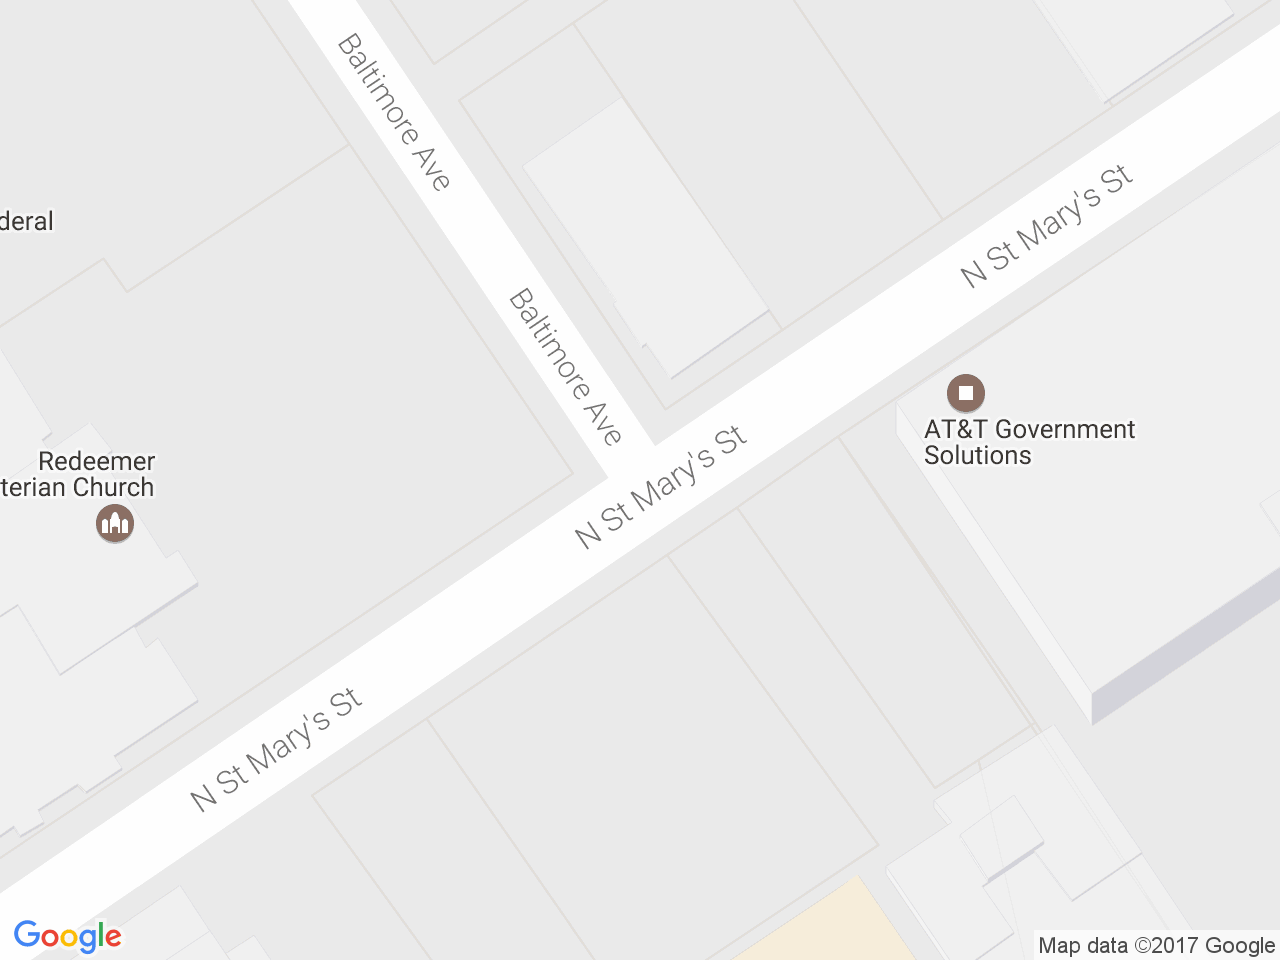 Baltimore Ave
N St Mary's St
deral
Baltimore Ave
AT&T Government
Solutions
N St Mary's St
Redeemer
terian Church
N St Mary's St
Google
Map data ©2017 Google